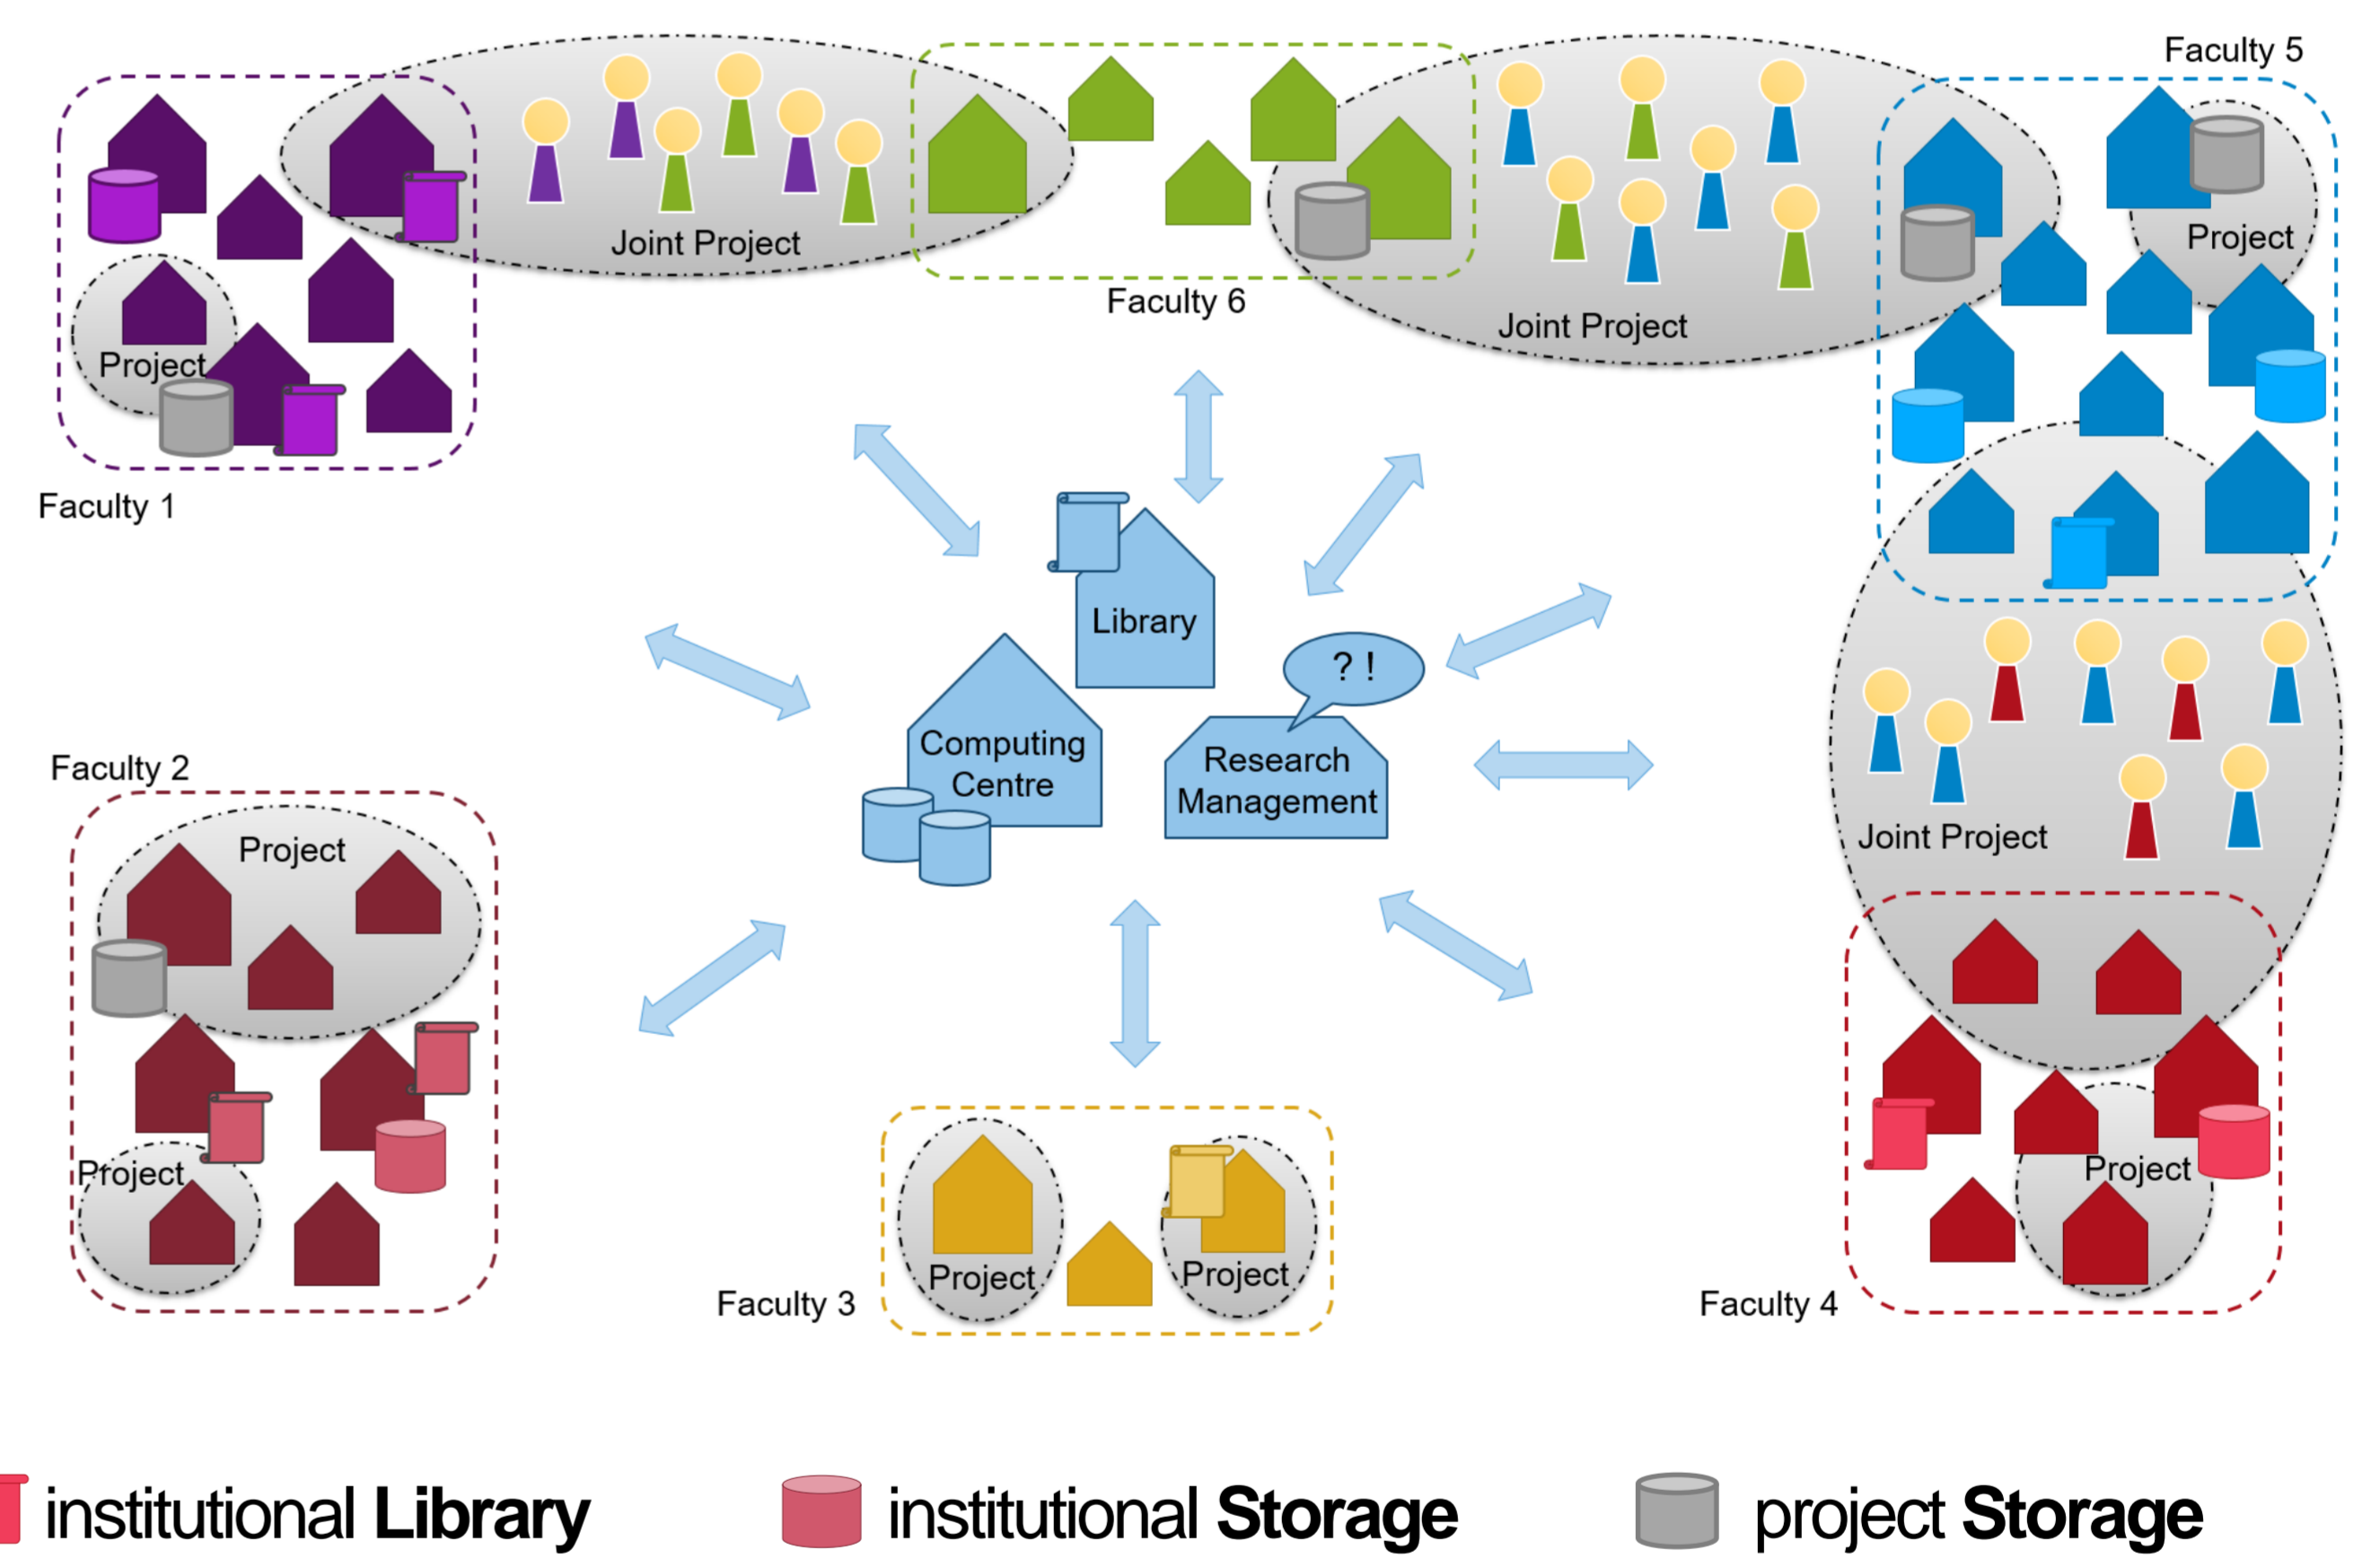 Faculty 5
Joint Project
Project
Faculty 6
Joint Project
Project
Faculty 1
Library
? !
Computing
Centre
Research
Management
Faculty 2
Joint Project
Project
Project
Project
Project
Project
Faculty 3
Faculty 4
institutional Library
institutional Storage
project Storage